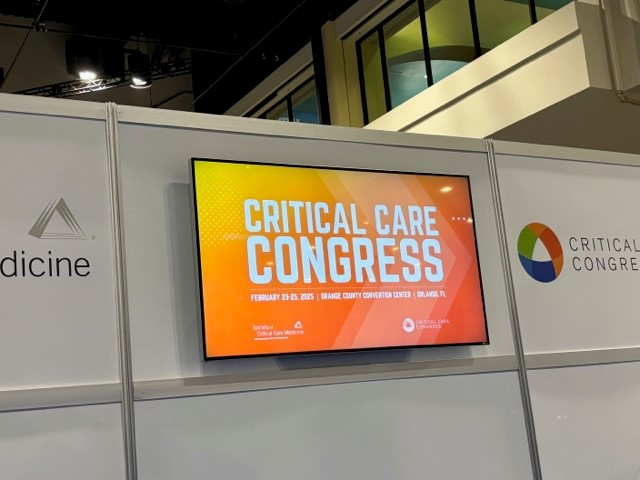 dicine
CRITICAL CARE
CONGRESS
FEBRUARY 23-25, 2025 | ORANGE COUNTY CONVENTION CENTER | ORLANDO, FL
Society of
Critical Care Medicine
CRITICAL CARE
CONGRESS
CRITICAL
CONGRE